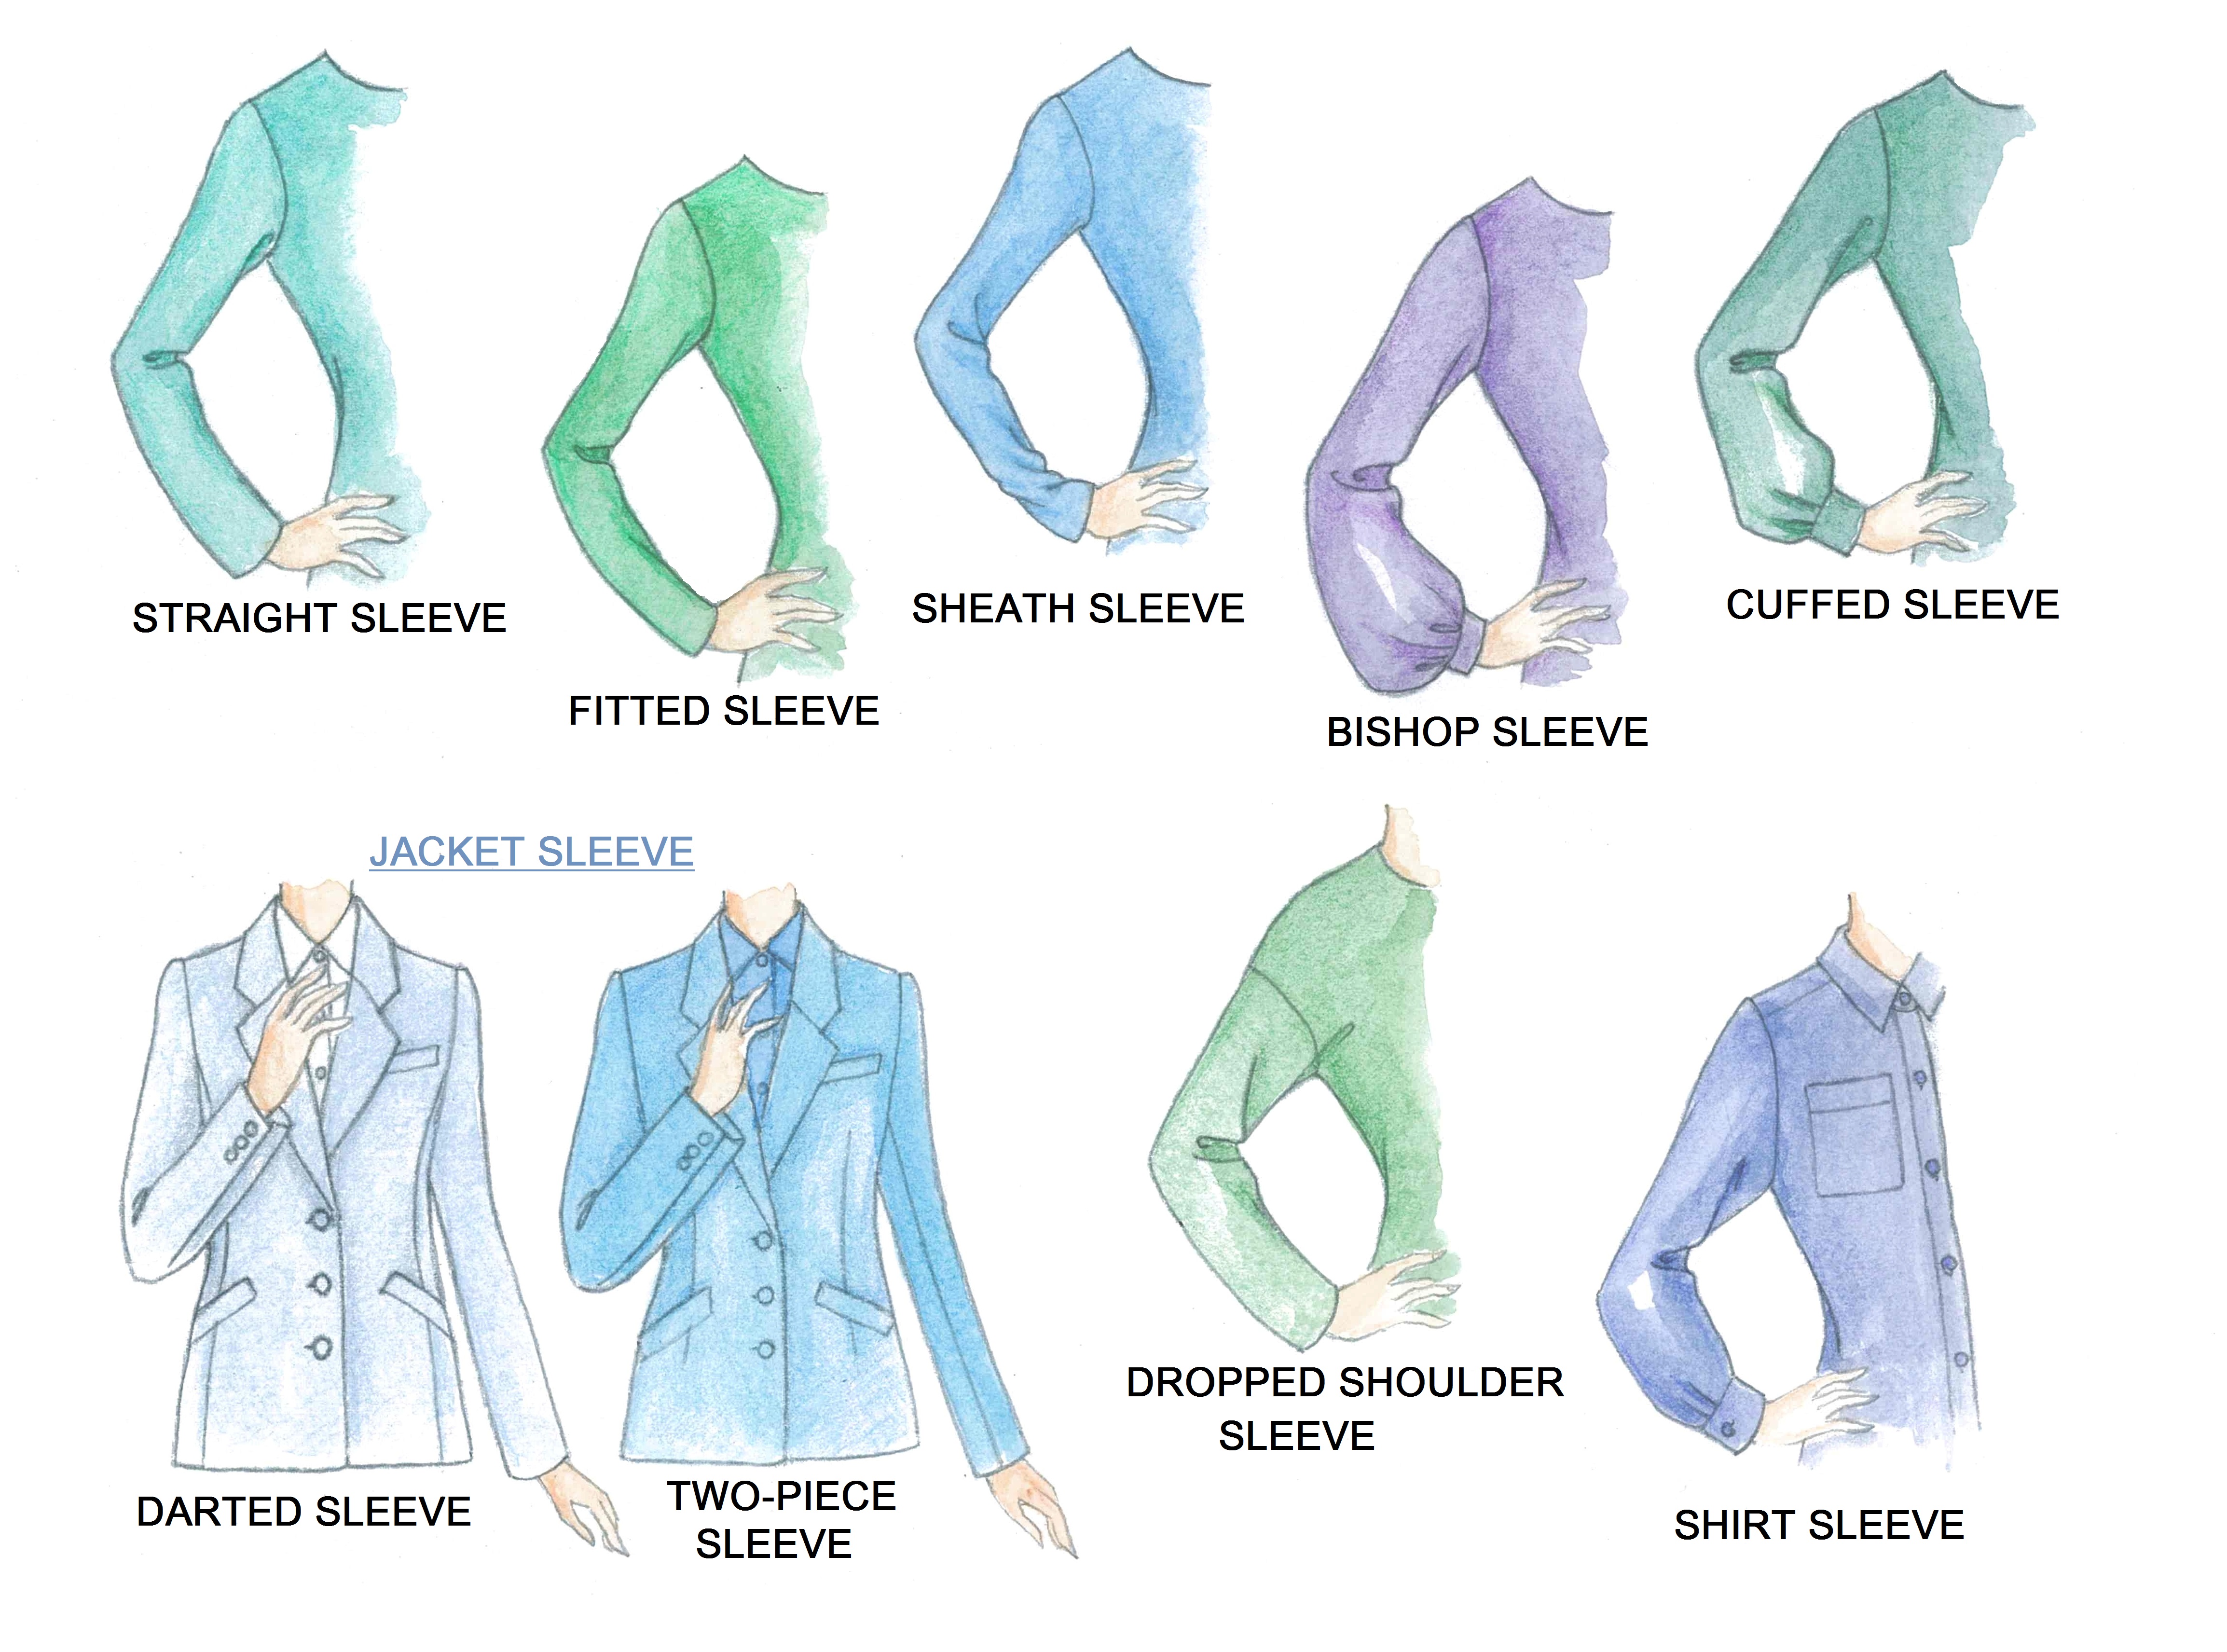 STRAIGHT SLEEVE
FITTED SLEEVE
SHEATH SLEEVE
BISHOP SLEEVE
CUFFED SLEEVE
JACKET SLEEVE
DARTED SLEEVE
TWO-PIECE
SLEEVE
DROPPED SHOULDER
SLEEVE
SHIRT SLEEVE